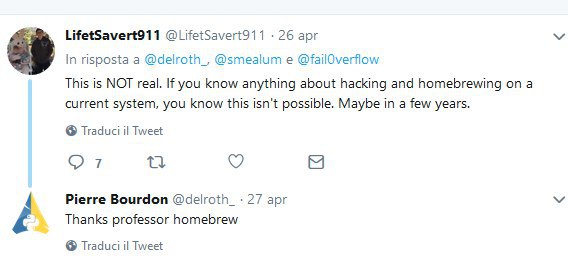 LifetSavert911 @LifetSavert911 · 26 apr
In risposta a @delroth_, @smealum e @fail0verflow
This is NOT real. If you know anything about hacking and homebrewing on a
current system, you know this isn't possible. Maybe in a few years.
Traduci il Tweet
7
Pierre Bourdon @delroth_ · 27 apr
Thanks professor homebrew
Traduci il Tweet